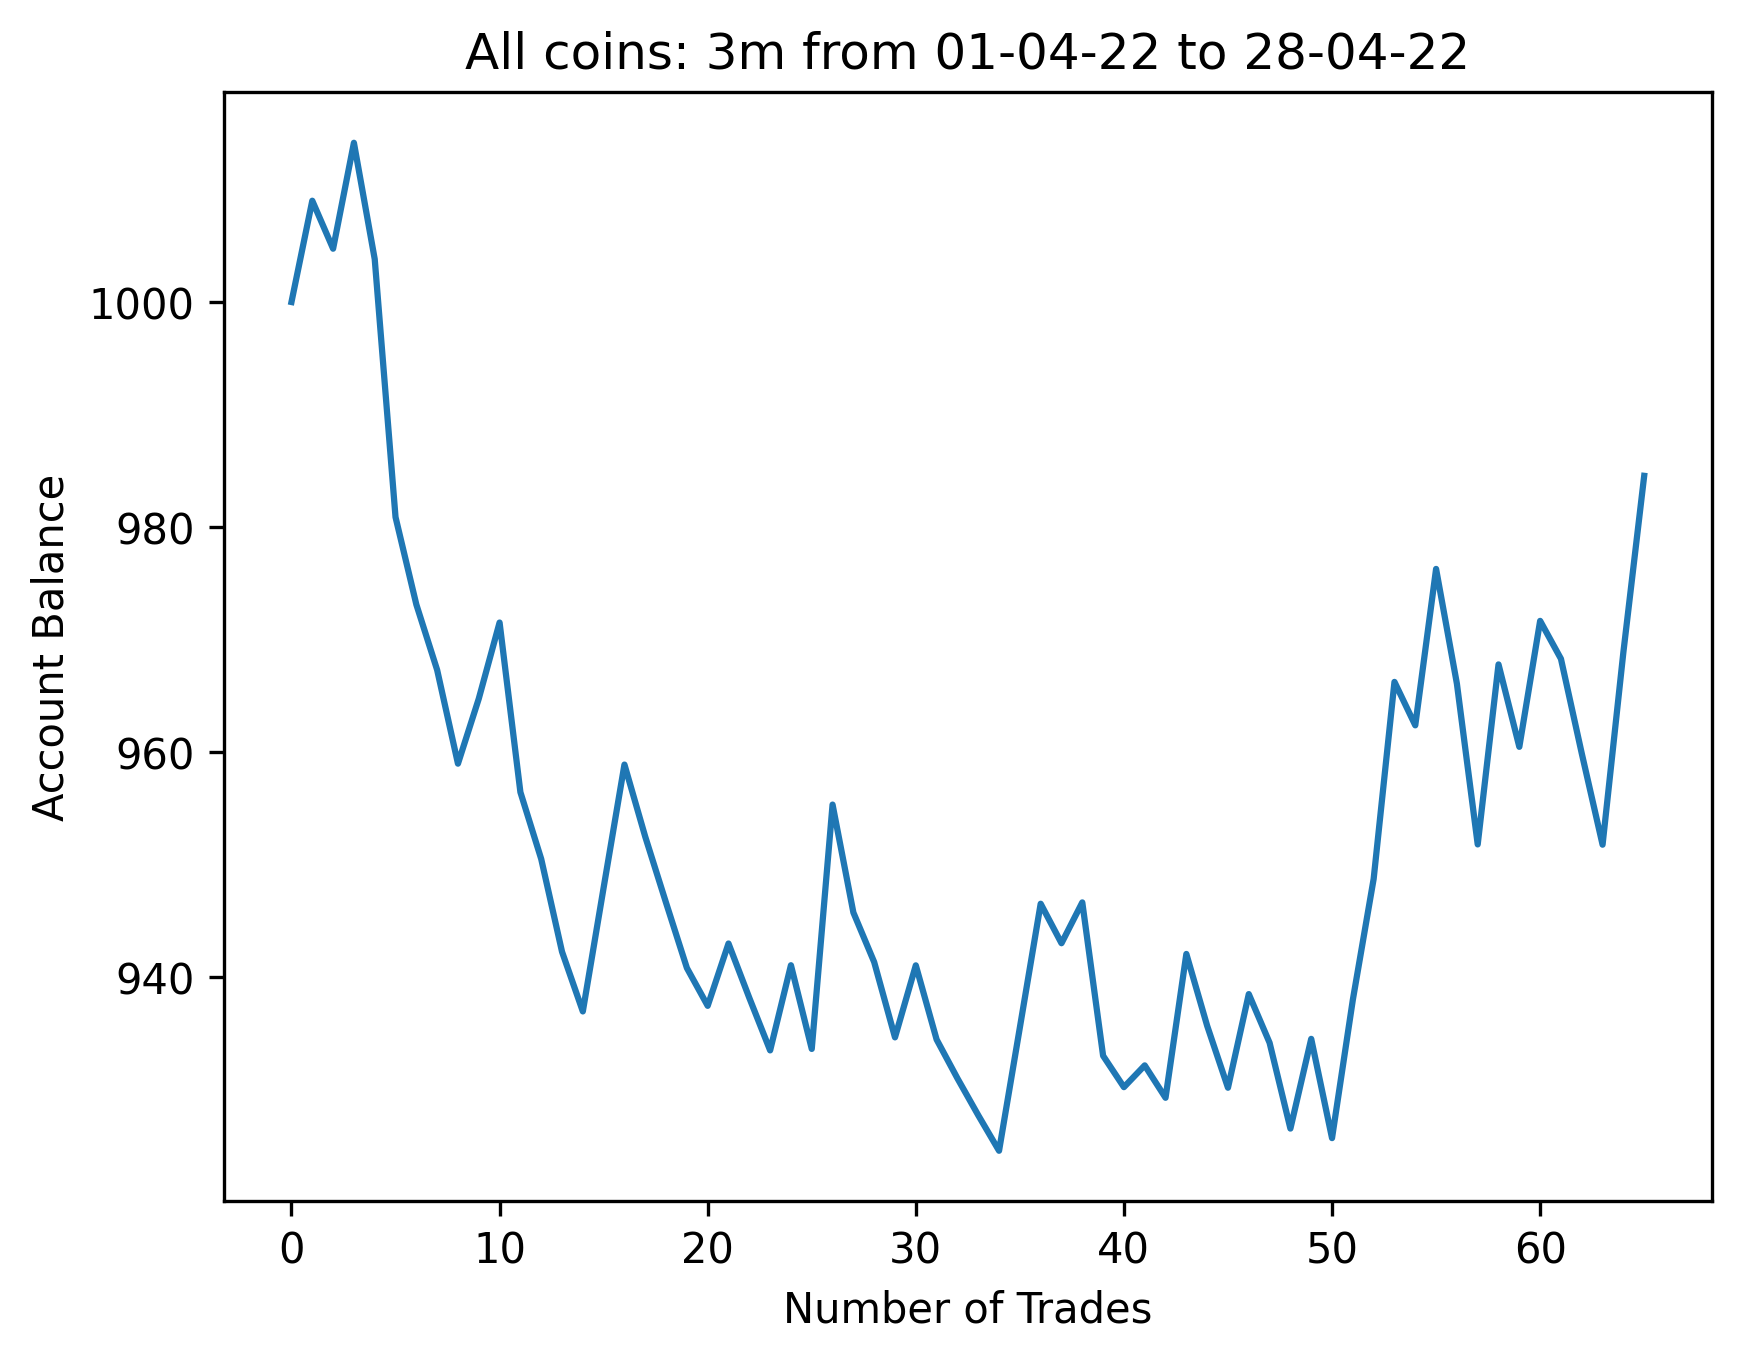 All coins: 3m from 01-04-22 to 28-04-22
1000
980
960
940
Account Balance
0 10 20 30 40 50 60
Number of Trades